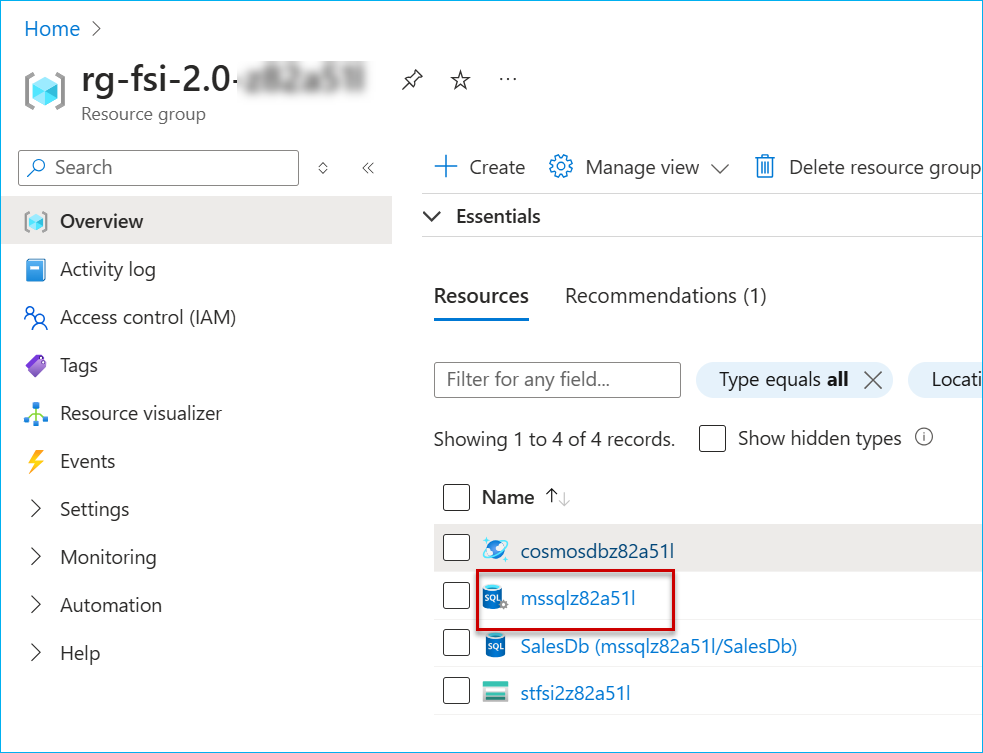 Home
rg-fsi-2.0-
Resource group
Search
Create
Manage view
Delete resource group
Overview
Essentials
Activity log
Resources
Recommendations (1)
Access control (IAM)
Tags
Filter for any field...
Type equals all
Locati
Resource visualizer
Showing 1 to 4 of 4 records.
Show hidden types
Events
Settings
Name
Monitoring
cosmosdbz82a51l
Automation
mssqlz82a51l
Help
SalesDb (mssqlz82a51l/SalesDb)
stfsi2z82a51l